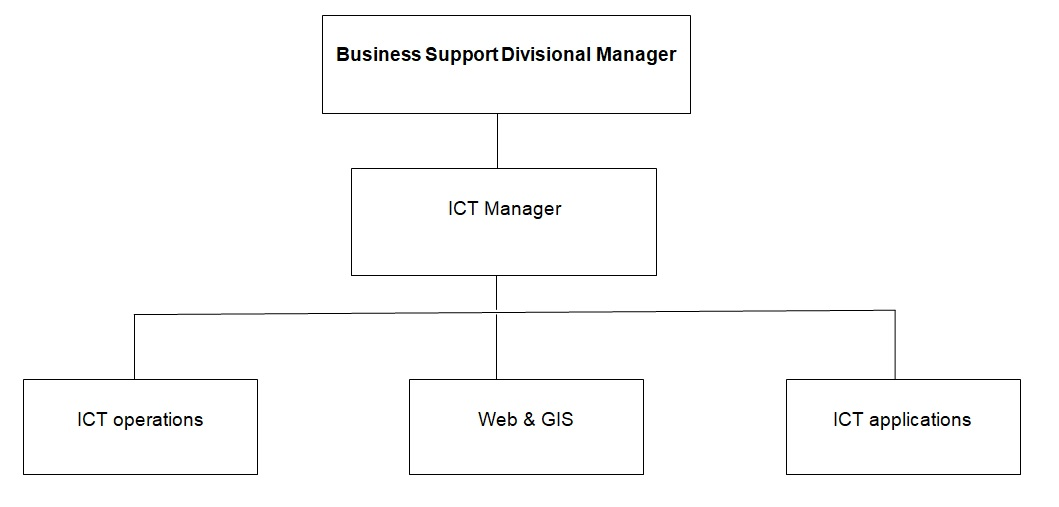 Business Support Divisional Manager
ICT Manager
ICT operations
Web & GIS
ICT applications